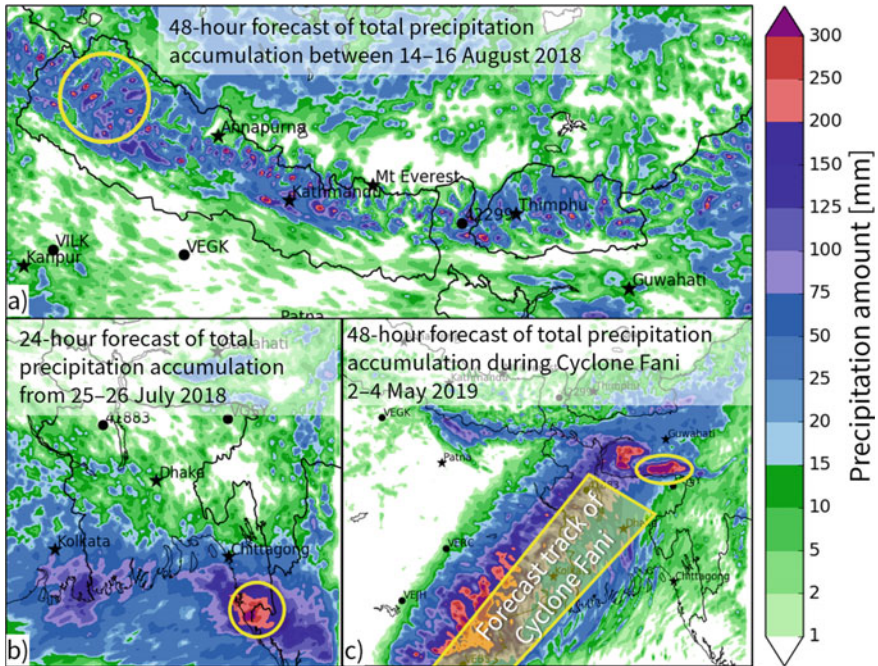 48-hour forecast of total precipitation
accumulation between 14–16 August 2018
Annapurna
Mt Everest
Kathmandu
Thimphu
VILK
VEGK
Kanpur
Guwahati
Patna
a)
24-hour forecast of total
precipitation accumulation
from 25–26 July 2018
41883
Dhaka
Kolkata
Chittagong
b)
48-hour forecast of total precipitation
accumulation during Cyclone Fani
2–4 May 2019
Kathmandu
Thimphu
VEGK
Guwahati
Patna
VERC
Chittagong
VEJH
Forecast track of
Cyclone Fani
c)
300
250
200
150
125
100
75
50
25
20
15
10
5
2
1
Precipitation amount [mm]